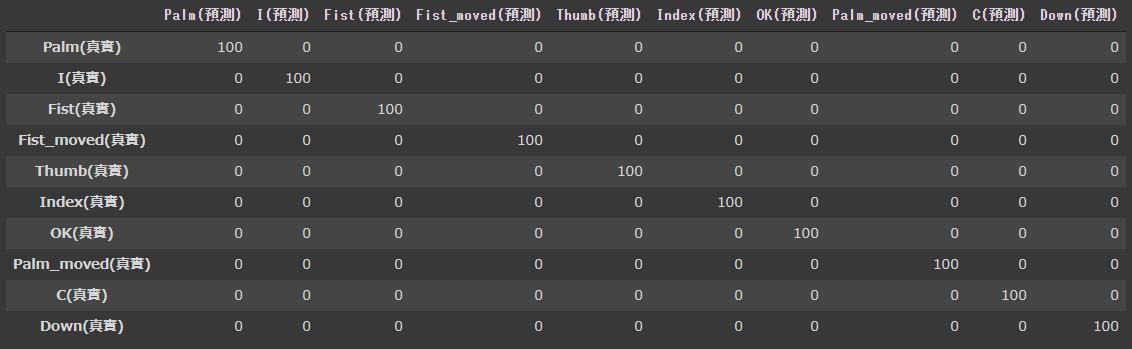 Palm(預測) I(預測) Fist(預測) Fist_moved(預測) Thumb(預測) Index(預測) OK(預測) Palm_moved(預測) C(預測) Down(預測)
Palm(真實) 100 0 0 0 0 0 0 0 0 0
I(真實) 0 100 0 0 0 0 0 0 0 0
Fist(真實) 0 0 100 0 0 0 0 0 0 0
Fist_moved(真實) 0 0 0 100 0 0 0 0 0 0
Thumb(真實) 0 0 0 0 100 0 0 0 0 0
Index(真實) 0 0 0 0 0 100 0 0 0 0
OK(真實) 0 0 0 0 0 0 100 0 0 0
Palm_moved(真實) 0 0 0 0 0 0 0 100 0 0
C(真實) 0 0 0 0 0 0 0 0 100 0
Down(真實) 0 0 0 0 0 0 0 0 0 100